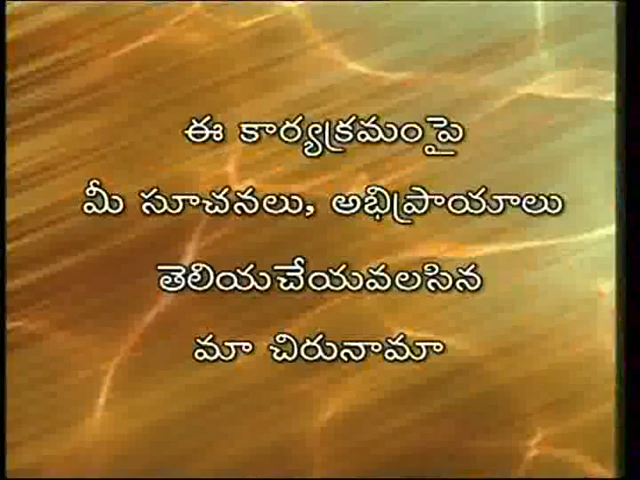 ఈ కార్యక్రమంపై
మీ సూచనలు, అభిప్రాయాలు
తెలియచేయవలసిన
మా చిరునామా